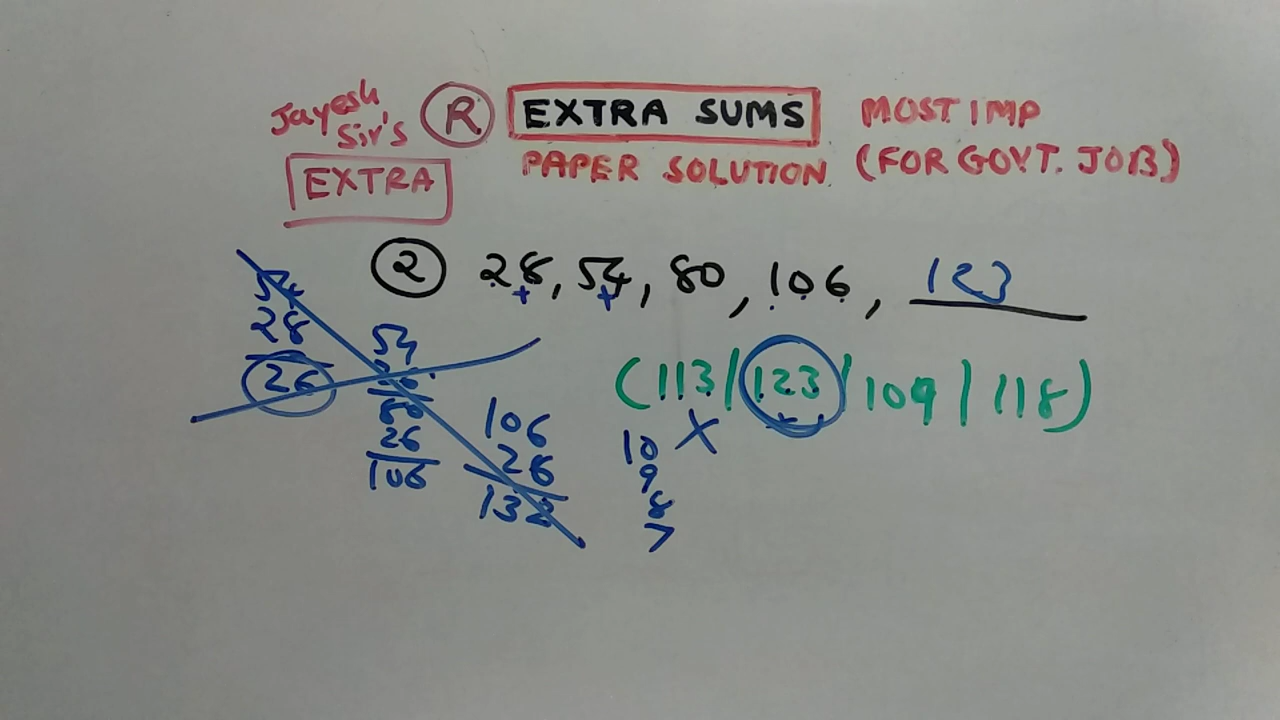 Jayesh
Sir's
EXTRA
R
EXTRA SUMS
PAPER SOLUTION
MOST IMP
(FOR GOVT. JOB)
2 28, 54, 80, 106, 123
(113/123/109/118)
X
54
28
26
54
80
26
106
106
26
132
10
9
8
7